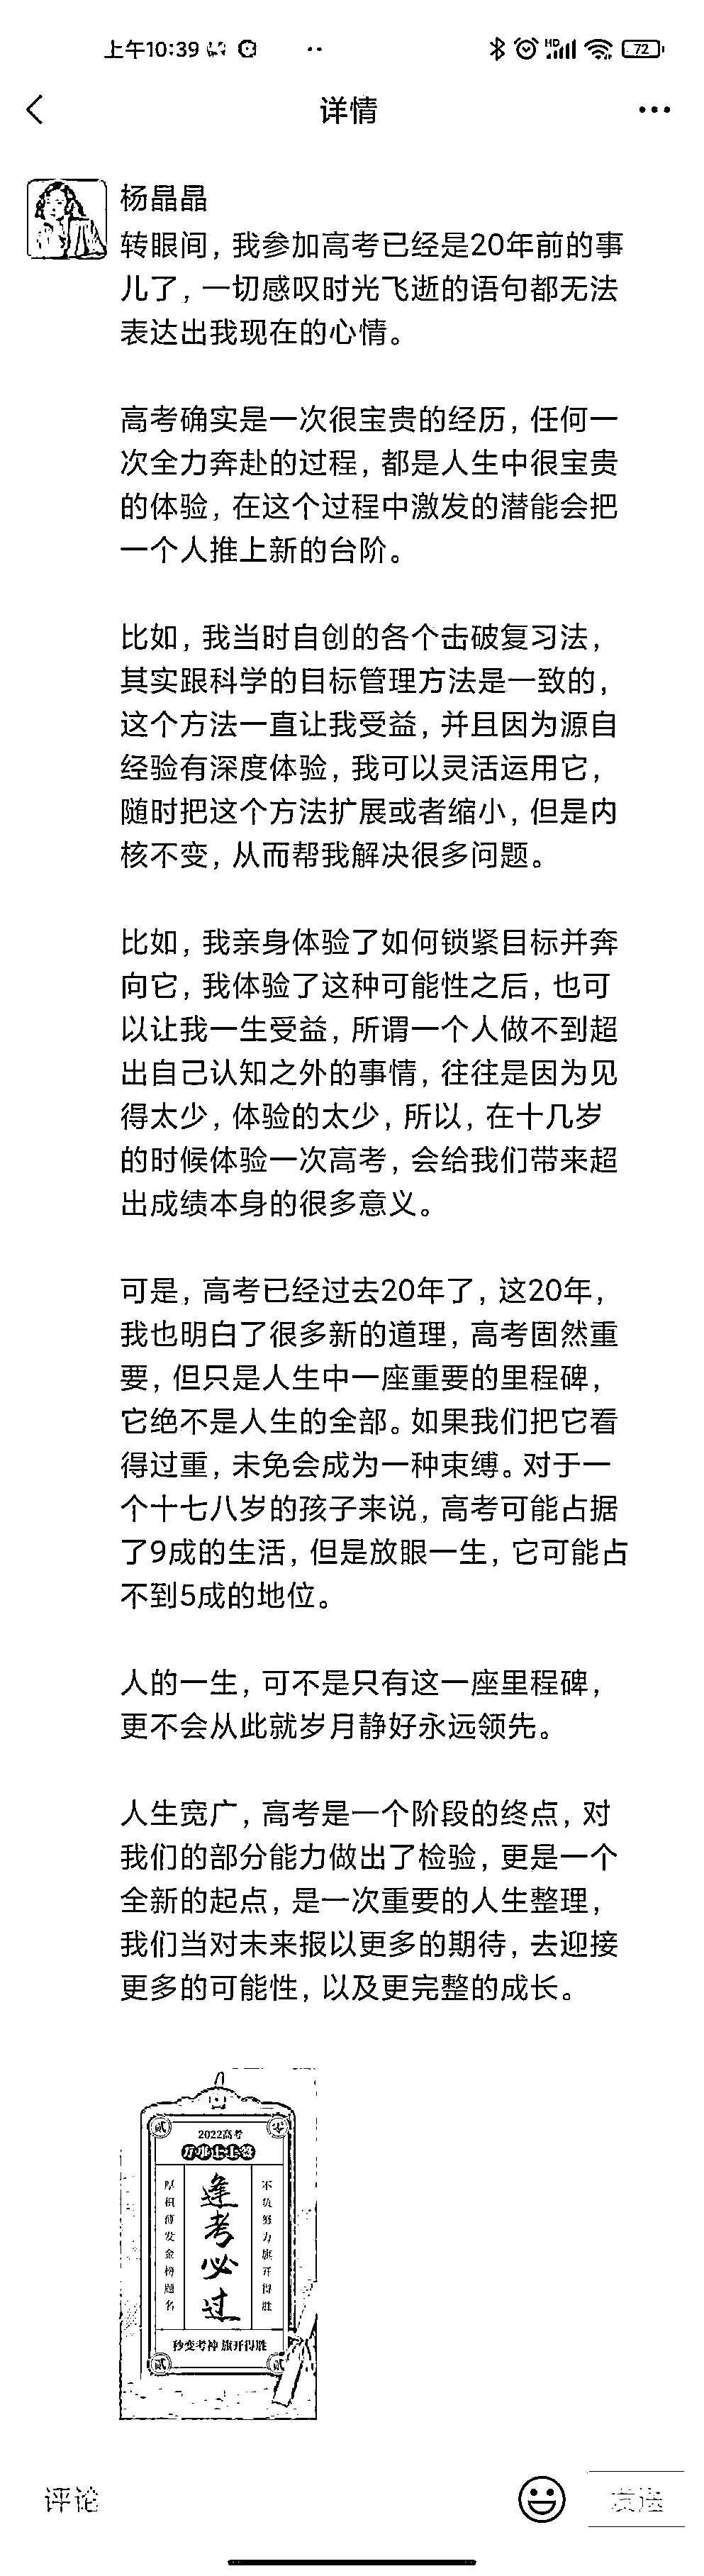 上午10:39
HD
72
详情
杨晶晶
转眼间，我参加高考已经是20年前的事
儿了，一切感叹时光飞逝的语句都无法
表达出我现在的心情。
高考确实是一次很宝贵的经历，任何一
次全力奔赴的过程，都是人生中很宝贵
的体验，在这个过程中激发的潜能会把
一个人推上新的台阶。
比如，我当时自创的各个击破复习法，
其实跟科学的目标管理方法是一致的，
这个方法一直让我受益，并且因为源自
经验有深度体验，我可以灵活运用它，
随时把这个方法扩展或者缩小，但是内
核不变，从而帮我解决很多问题。
比如，我亲身体验了如何锁紧目标并奔
向它，我体验了这种可能性之后，也可
以让我一生受益，所谓一个人做不到超
出自己认知之外的事情，往往是因为见
得太少，体验的太少，所以，在十几岁
的时候体验一次高考，会给我们带来超
出成绩本身的很多意义。
可是，高考已经过去20年了，这20年，
我也明白了很多新的道理，高考固然重
要，但只是人生中一座重要的里程碑，
它绝不是人生的全部。如果我们把它看
得过重，未免会成为一种束缚。对于一
个十七八岁的孩子来说，高考可能占据
了9成的生活，但是放眼一生，它可能占
不到5成的地位。
人的一生，可不是只有这一座里程碑，
更不会从此就岁月静好永远领先。
人生宽广，高考是一个阶段的终点，对
我们的部分能力做出了检验，更是一个
全新的起点，是一次重要的人生整理，
我们当对未来报以更多的期待，去迎接
更多的可能性，以及更完整的成长。
贰
零
2022高考
万事上上签
厚积薄发金榜题名
逢考必过
不负努力旗开得胜
秒变考神 旗开得胜
贰
贰
评论
发送